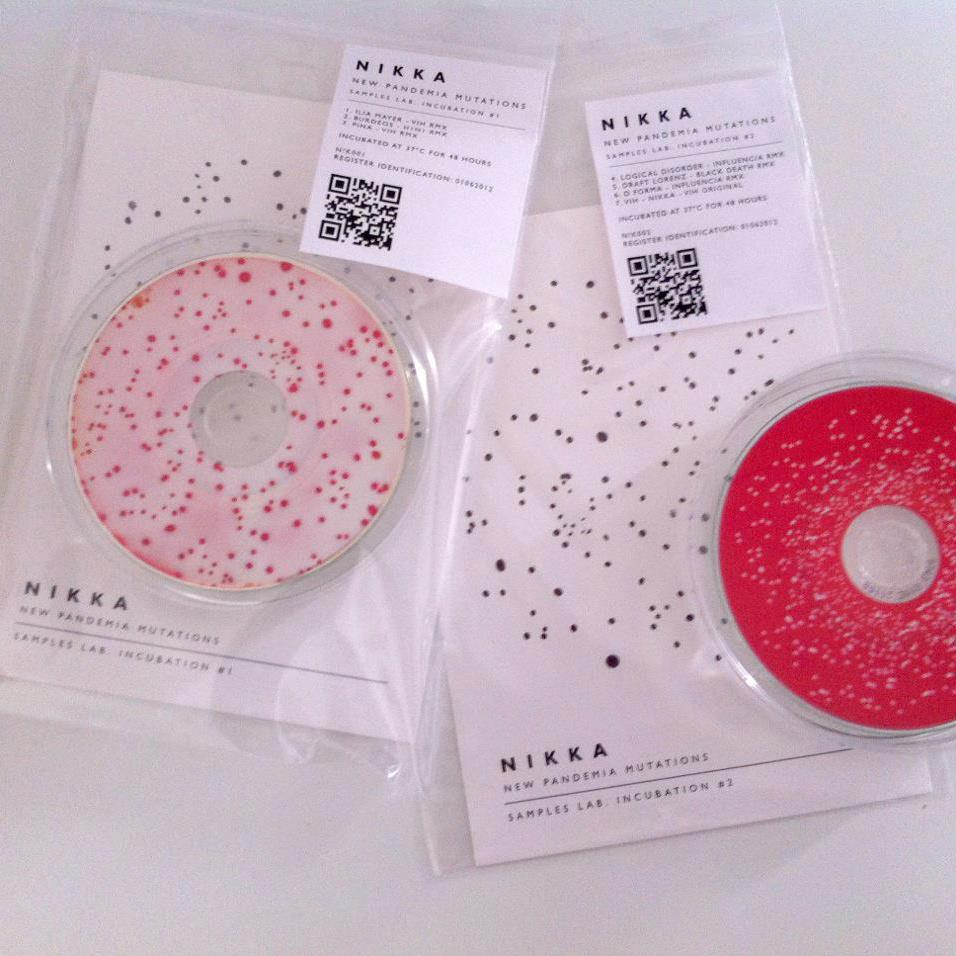 NIKKA
NEW PANDEMIA MUTATIONS
SAMPLES LAB. INCUBATION #1
1. ILIA MAYER - VIH RMX
2. BURDEOS - H1N1 RMX
3. PINA - VIH RMX
INCUBATED AT 37°C FOR 48 HOURS
NIK001
REGISTER IDENTIFICATION: 01062012
NIKKA
NEW PANDEMIA MUTATIONS
SAMPLES LAB. INCUBATION #2
4. LOGICAL DISORDER - INFLUENCIA RMX
5. DRAFT LORENZ - BLACK DEATH RMX
6. D FORMA - INFLUENCIA RMX
7. VIH - NIKKA - VIH ORIGINAL
INCUBATED AT 37°C FOR 48 HOURS
NIK002
REGISTER IDENTIFICATION: 01062012
NIKKA
NEW PANDEMIA MUTATIONS
SAMPLES LAB. INCUBATION #1
NIKKA
NEW PANDEMIA MUTATIONS
SAMPLES LAB. INCUBATION #2